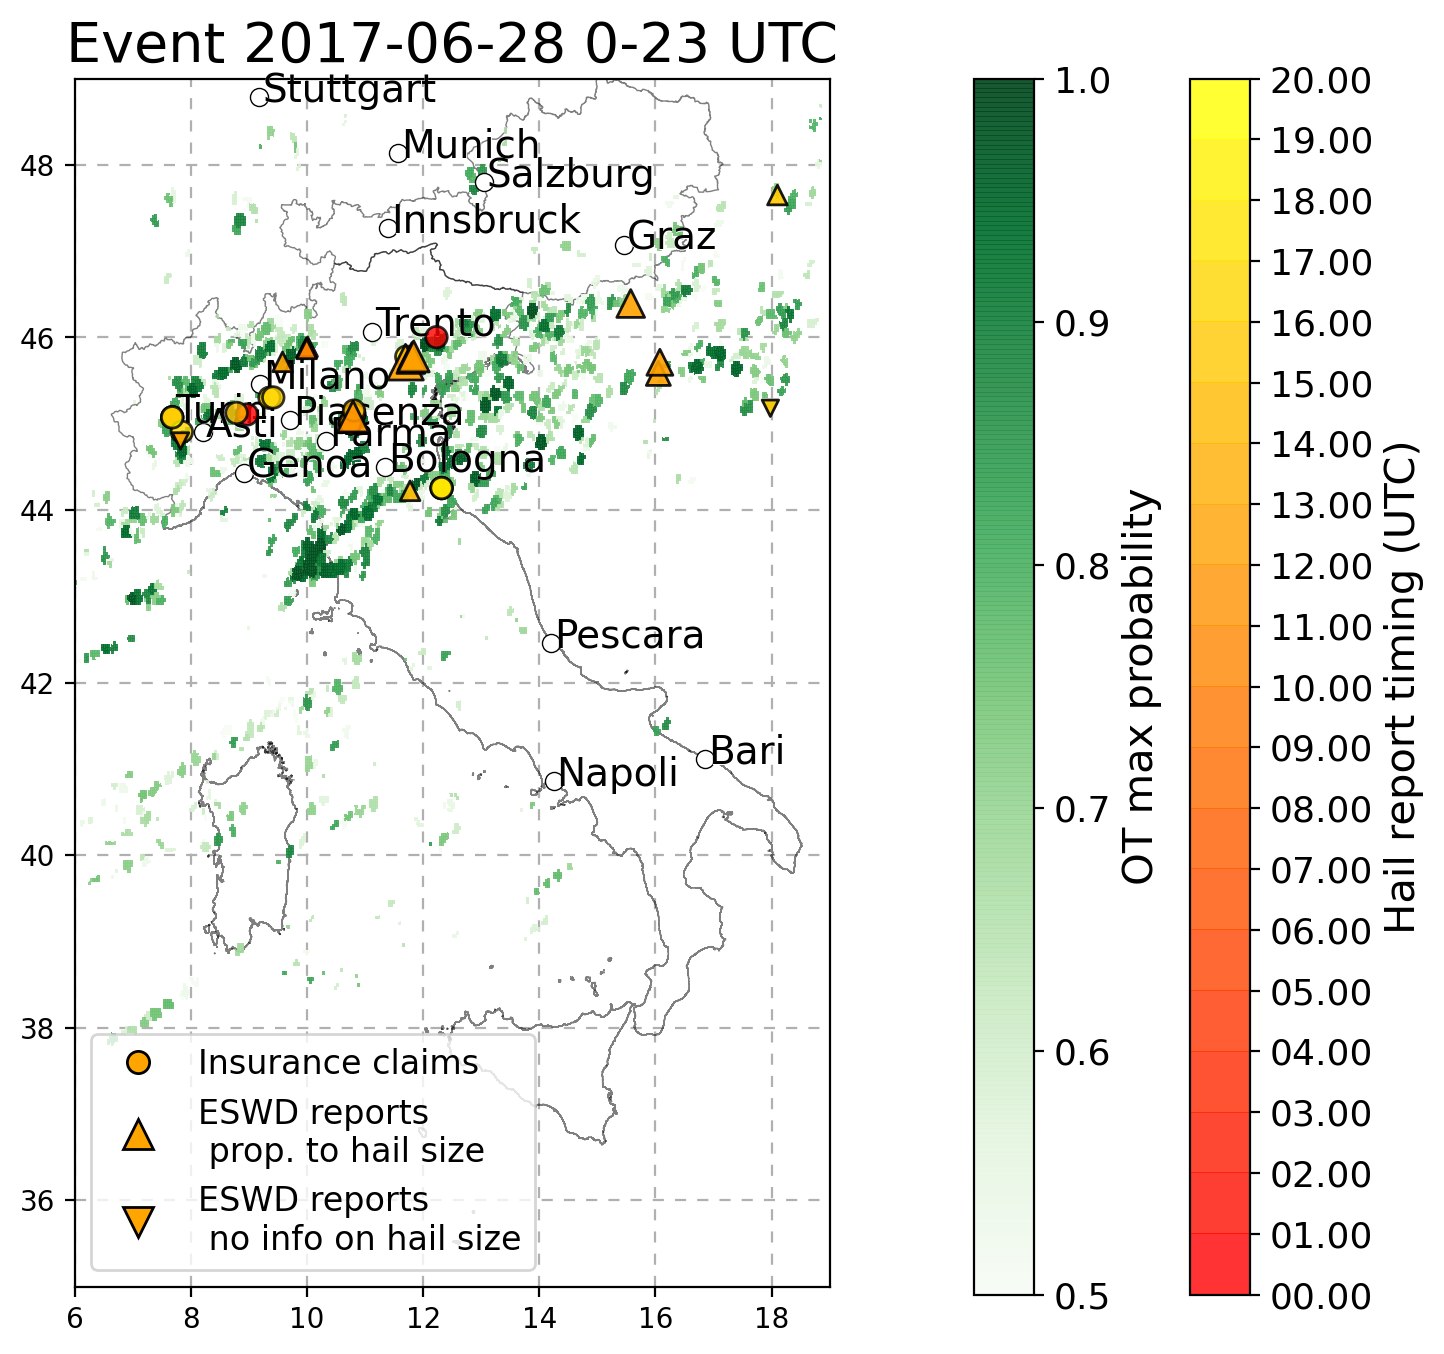 Event 2017-06-28 0-23 UTC
Stuttgart
Munich
Salzburg
Innsbruck
Graz
Trento
Milano
Turin
Piacenza
Asti
Parma
Genoa
Bologna
Pescara
Bari
Napoli
48
46
44
42
40
38
36
6
8
10
12
14
16
18
Insurance claims
ESWD reports
prop. to hail size
ESWD reports
no info on hail size
1.0
0.9
0.8
0.7
0.6
0.5
OT max probability
20.00
19.00
18.00
17.00
16.00
15.00
14.00
13.00
12.00
11.00
10.00
09.00
08.00
07.00
06.00
05.00
04.00
03.00
02.00
01.00
00.00
Hail report timing (UTC)